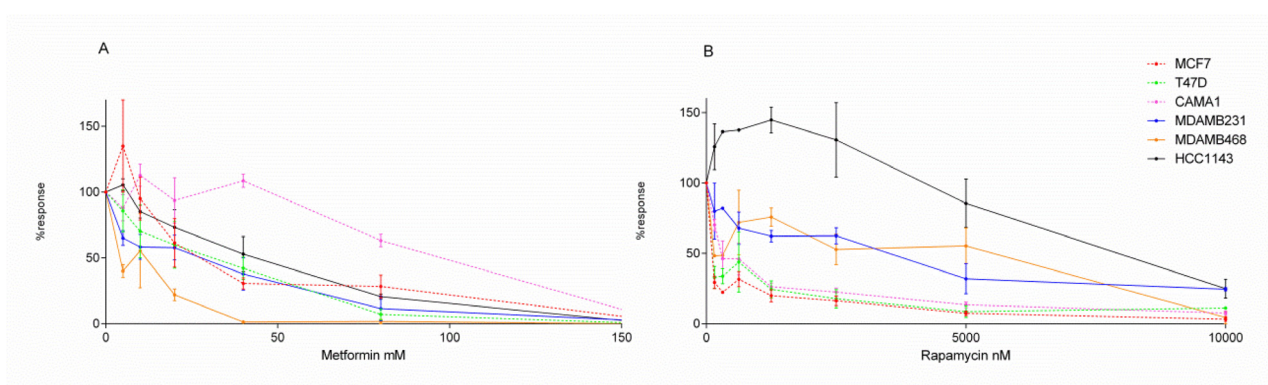 A
%response
150
100
50
0
0
50
100
150
Metformin mM
B
%response
150
100
50
0
0
5000
10000
Rapamycin nM
MCF7
T47D
CAMA1
MDAMB231
MDAMB468
HCC1143